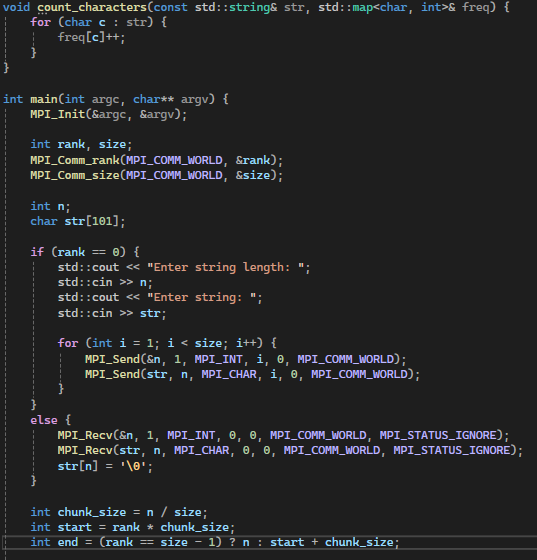 void count_characters(const std::string& str, std::map<char, int>& freq) {
for (char c : str) {
freq[c]++;
}
}
int main(int argc, char** argv) {
MPI_Init(&argc, &argv);
int rank, size;
MPI_Comm_rank(MPI_COMM_WORLD, &rank);
MPI_Comm_size(MPI_COMM_WORLD, &size);
int n;
char str[101];
if (rank == 0) {
std::cout << "Enter string length: ";
std::cin >> n;
std::cout << "Enter string: ";
std::cin >> str;
for (int i = 1; i < size; i++) {
MPI_Send(&n, 1, MPI_INT, i, 0, MPI_COMM_WORLD);
MPI_Send(str, n, MPI_CHAR, i, 0, MPI_COMM_WORLD);
}
}
else {
MPI_Recv(&n, 1, MPI_INT, 0, 0, MPI_COMM_WORLD, MPI_STATUS_IGNORE);
MPI_Recv(str, n, MPI_CHAR, 0, 0, MPI_COMM_WORLD, MPI_STATUS_IGNORE);
str[n] = '\0';
}
int chunk_size = n / size;
int start = rank * chunk_size;
int end = (rank == size - 1) ? n : start + chunk_size;